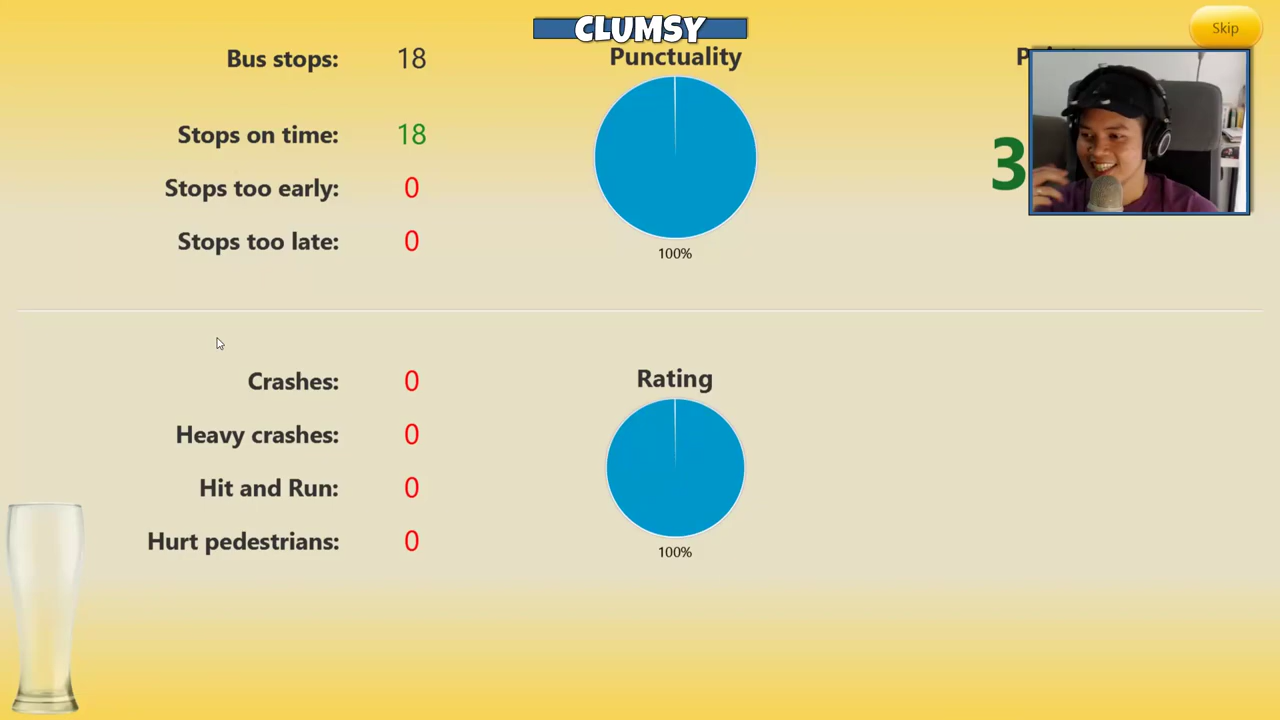 CLUMSY
Skip
Bus stops: 18
Punctuality
Stops on time: 18
Stops too early: 0
Stops too late: 0
3
100%
Crashes: 0
Rating
Heavy crashes: 0
Hit and Run: 0
Hurt pedestrians: 0
100%